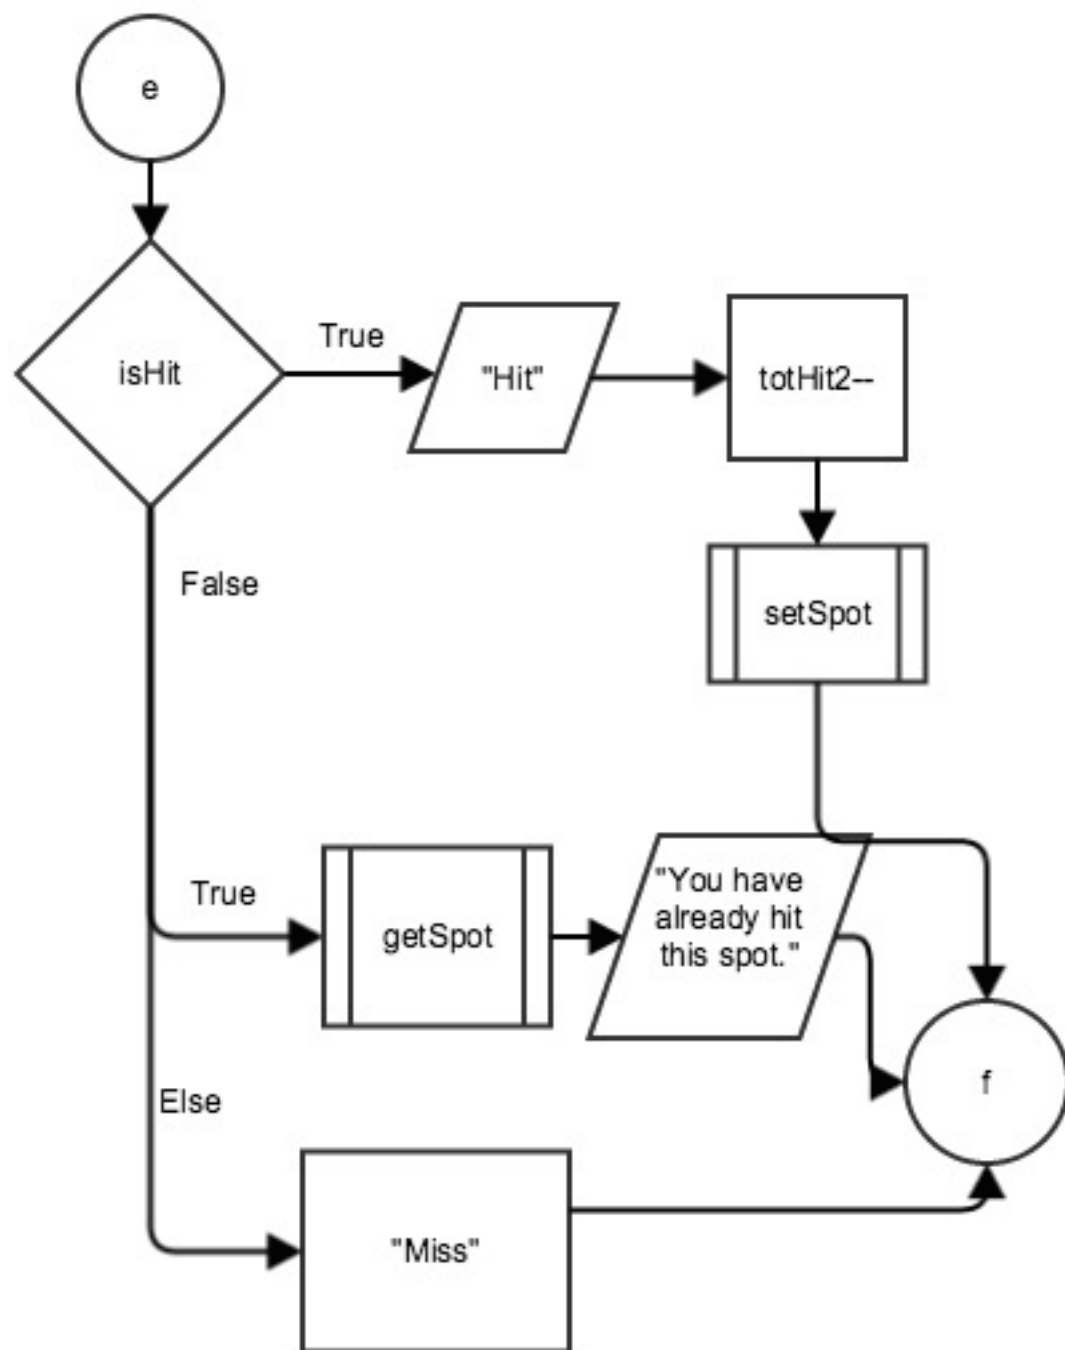 e
isHit
True
"Hit"
totHit2--
False
setSpot
True
getSpot
"You have
already hit
this spot."
f
Else
"Miss"